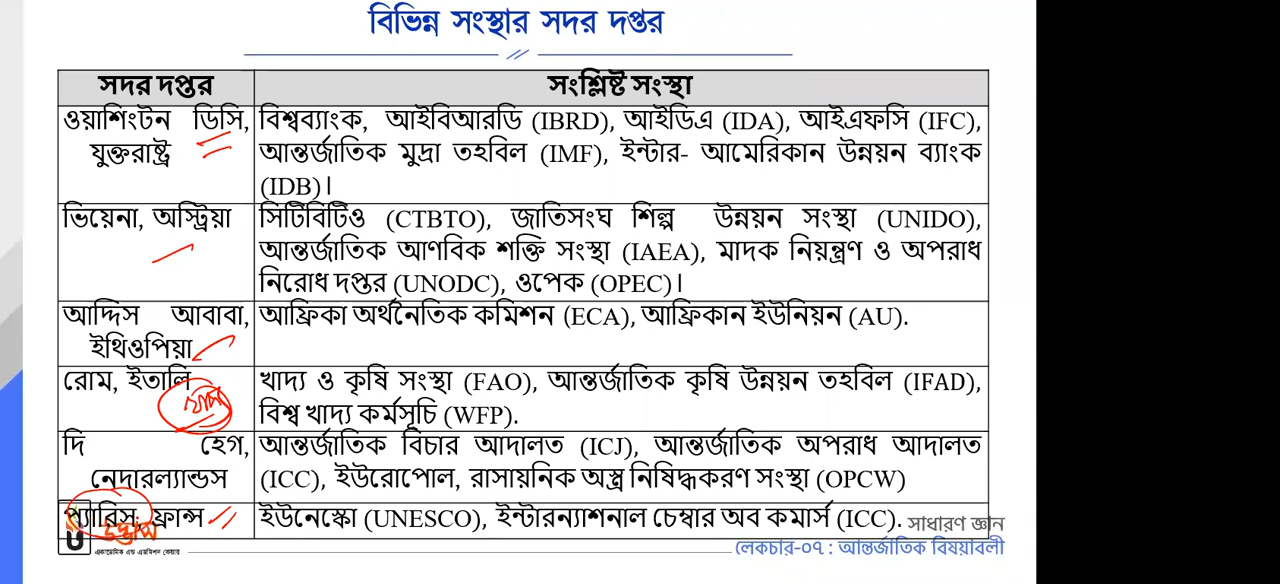 বিভিন্ন সংস্থার সদর দপ্তর
সদর দপ্তর সংশ্লিষ্ট সংস্থা
ওয়াশিংটন ডিসি, বিশ্বব্যাংক, আইবিআরডি (IBRD), আইডিএ (IDA), আইএফসি (IFC),
যুক্তরাষ্ট্র আন্তর্জাতিক মুদ্রা তহবিল (IMF), ইন্টার- আমেরিকান উন্নয়ন ব্যাংক
(IDB)।
ভিয়েনা, অস্ট্রিয়া সিটিবিটিও (CTBTO), জাতিসংঘ শিল্প উন্নয়ন সংস্থা (UNIDO),
আন্তর্জাতিক আণবিক শক্তি সংস্থা (IAEA), মাদক নিয়ন্ত্রণ ও অপরাধ
নিরোধ দপ্তর (UNODC), ওপেক (OPEC)।
আদ্দিস আবাবা, আফ্রিকা অর্থনৈতিক কমিশন (ECA), আফ্রিকান ইউনিয়ন (AU).
ইথিওপিয়া
রোম, ইতালি খাদ্য ও কৃষি সংস্থা (FAO), আন্তর্জাতিক কৃষি উন্নয়ন তহবিল (IFAD),
বিশ্ব খাদ্য কর্মসূচি (WFP).
দি হেগ, আন্তর্জাতিক বিচার আদালত (ICJ), আন্তর্জাতিক অপরাধ আদালত
নেদারল্যান্ডস (ICC), ইউরোপোল, রাসায়নিক অস্ত্র নিষিদ্ধকরণ সংস্থা (OPCW)
প্যারিস, ফ্রান্স ইউনেস্কো (UNESCO), ইন্টারন্যাশনাল চেম্বার অব কমার্স (ICC).
সাধারণ জ্ঞান
U একাডেমিক এন্ড এডমিশন কেয়ার
লেকচার-০৭ : আন্তর্জাতিক বিষয়াবলী